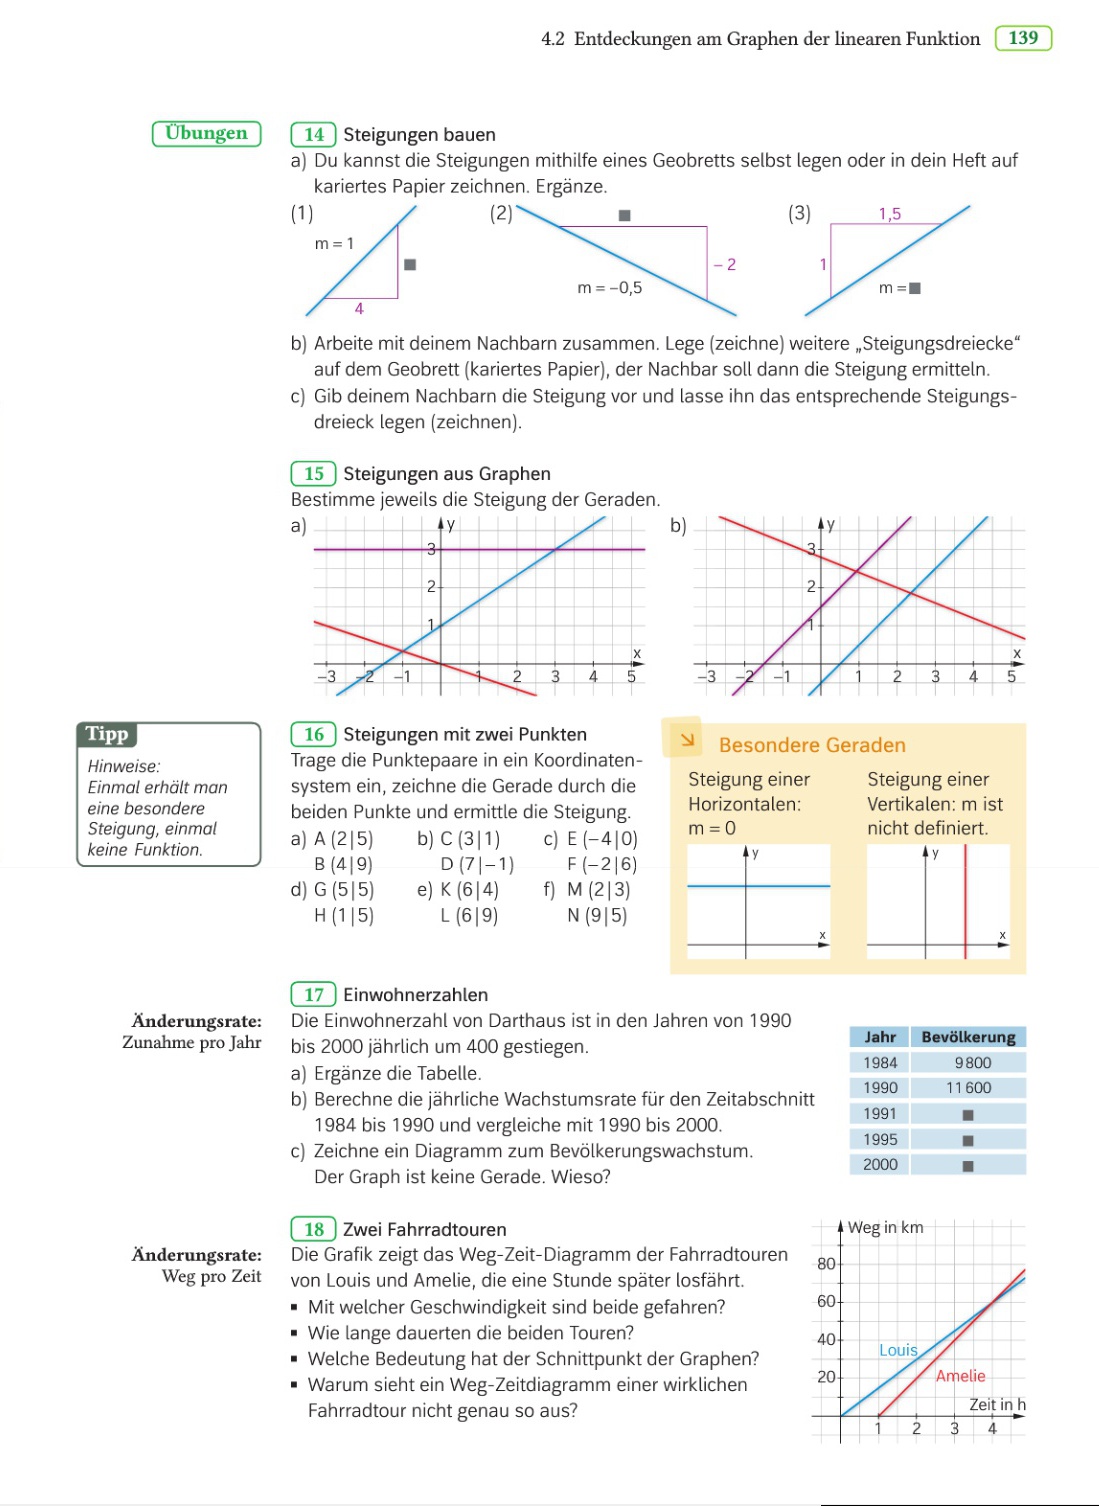 4.2 Entdeckungen am Graphen der linearen Funktion 139
Übungen
14 Steigungen bauen
a) Du kannst die Steigungen mithilfe eines Geobretts selbst legen oder in dein Heft auf
kariertes Papier zeichnen. Ergänze.
(1) (2) ■ (3) 1,5
m = 1 ■ 4
− 2 m = −0,5
1 m = ■
b) Arbeite mit deinem Nachbarn zusammen. Lege (zeichne) weitere „Steigungsdreiecke“
auf dem Geobrett (kariertes Papier), der Nachbar soll dann die Steigung ermitteln.
c) Gib deinem Nachbarn die Steigung vor und lasse ihn das entsprechende Steigungs-
dreieck legen (zeichnen).
15 Steigungen aus Graphen
Bestimme jeweils die Steigung der Geraden.
a) y
3
2
1
x
−3 −2 −1 1 2 3 4 5
b) y
3
2
1
x
−3 −2 −1 1 2 3 4 5
Tipp
Hinweise:
Einmal erhält man
eine besondere
Steigung, einmal
keine Funktion.
16 Steigungen mit zwei Punkten
Trage die Punktepaare in ein Koordinaten-
system ein, zeichne die Gerade durch die
beiden Punkte und ermittle die Steigung.
a) A (2|5) b) C (3|1) c) E (−4|0)
B (4|9) D (7|−1) F (−2|6)
d) G (5|5) e) K (6|4) f) M (2|3)
H (1|5) L (6|9) N (9|5)
Besondere Geraden
Steigung einer
Horizontalen:
m = 0
y
x
Steigung einer
Vertikalen: m ist
nicht definiert.
y
x
17 Einwohnerzahlen
Änderungsrate:
Zunahme pro Jahr
Die Einwohnerzahl von Darthaus ist in den Jahren von 1990
bis 2000 jährlich um 400 gestiegen.
a) Ergänze die Tabelle.
b) Berechne die jährliche Wachstumsrate für den Zeitabschnitt
1984 bis 1990 und vergleiche mit 1990 bis 2000.
c) Zeichne ein Diagramm zum Bevölkerungswachstum.
Der Graph ist keine Gerade. Wieso?
Jahr Bevölkerung
1984 9 800
1990 11 600
1991 ■
1995 ■
2000 ■
18 Zwei Fahrradtouren
Änderungsrate:
Weg pro Zeit
Die Grafik zeigt das Weg-Zeit-Diagramm der Fahrradtouren
von Louis und Amelie, die eine Stunde später losfährt.
▪ Mit welcher Geschwindigkeit sind beide gefahren?
▪ Wie lange dauerten die beiden Touren?
▪ Welche Bedeutung hat der Schnittpunkt der Graphen?
▪ Warum sieht ein Weg-Zeitdiagramm einer wirklichen
Fahrradtour nicht genau so aus?
Weg in km
80
60
40
Louis
20 Amelie
Zeit in h
1 2 3 4